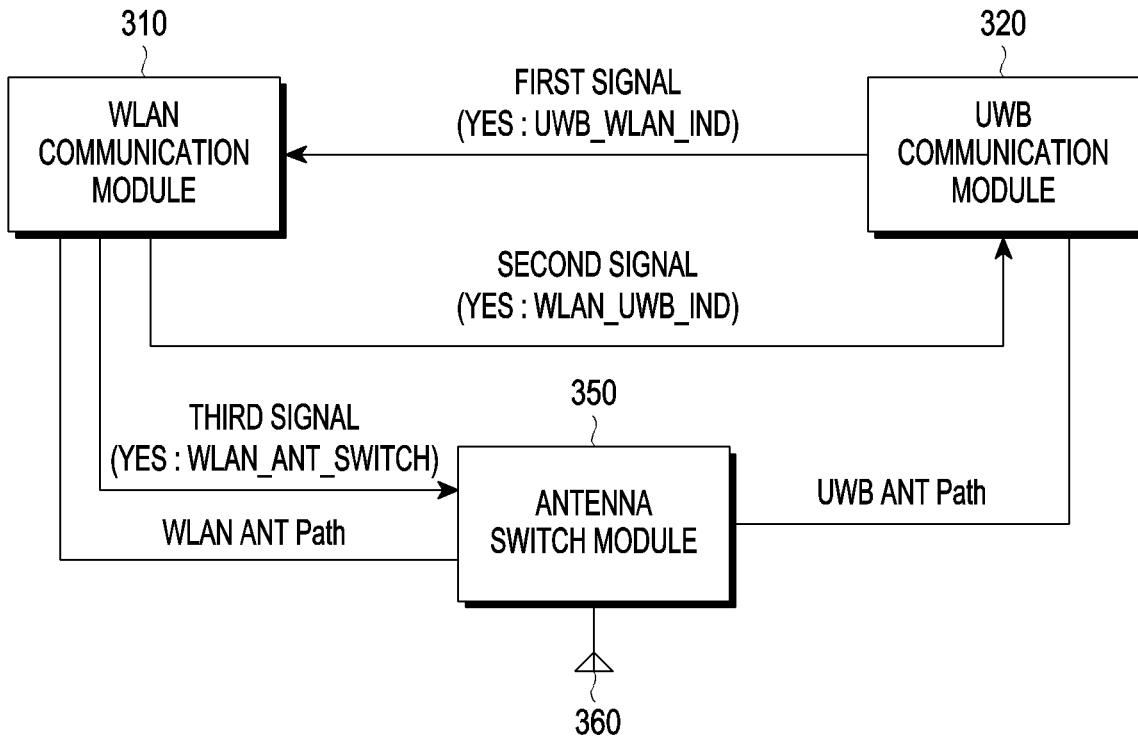 310
320
WLAN
COMMUNICATION
MODULE
FIRST SIGNAL
(YES : UWB_WLAN_IND)
UWB
COMMUNICATION
MODULE
SECOND SIGNAL
(YES : WLAN_UWB_IND)
350
THIRD SIGNAL
(YES : WLAN_ANT_SWITCH)
ANTENNA
SWITCH MODULE
UWB ANT Path
WLAN ANT Path
360